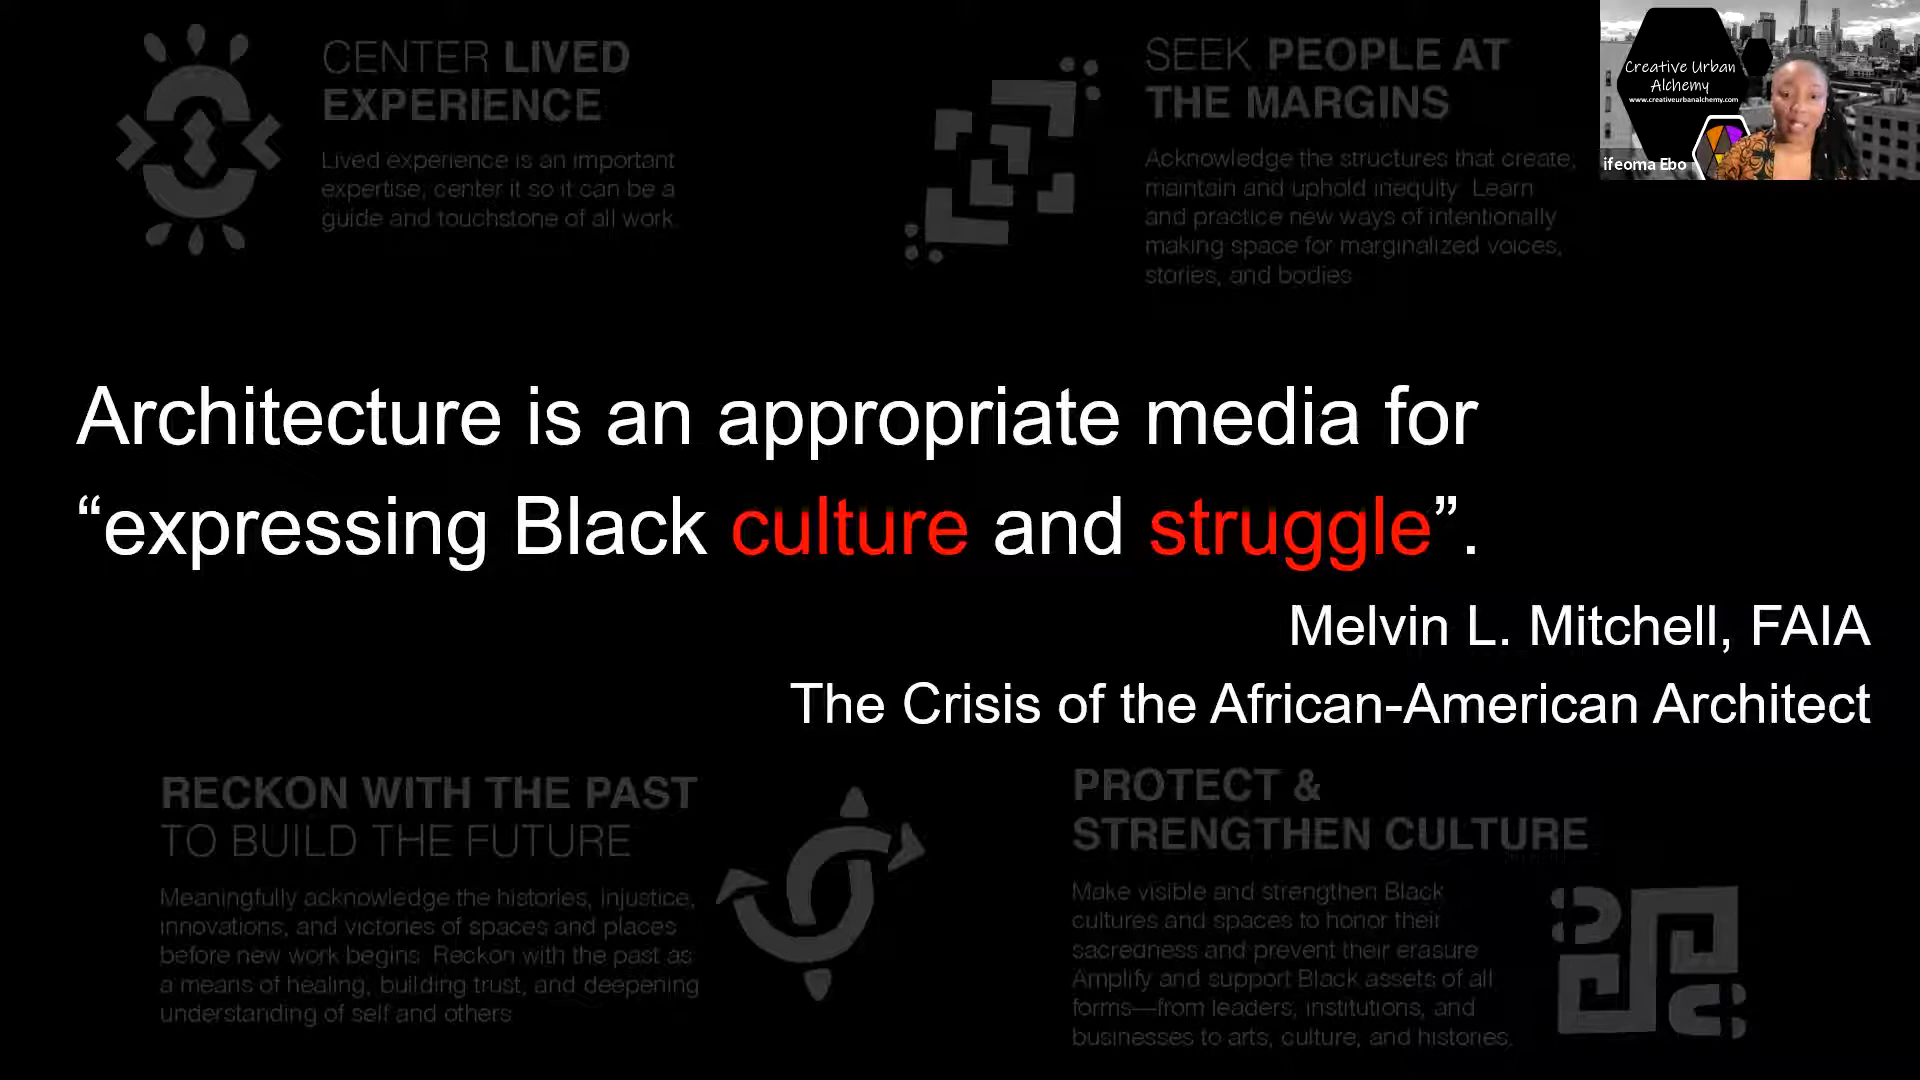 CENTER LIVED
EXPERIENCE
Lived experience is an important
expertise, center it so it can be a
guide and touchstone of all work.
SEEK PEOPLE AT
THE MARGINS
Acknowledge the structures that create,
maintain and uphold inequity. Learn
and practice new ways of intentionally
making space for marginalized voices,
stories, and bodies.
Creative Urban
Alchemy
www.creativeurbanalchemy.com
ifeoma Ebo
Architecture is an appropriate media for
“expressing Black culture and struggle”.
Melvin L. Mitchell, FAIA
The Crisis of the African-American Architect
RECKON WITH THE PAST
TO BUILD THE FUTURE
Meaningfully acknowledge the histories, injustice,
innovations, and victories of spaces and places
before new work begins. Reckon with the past as
a means of healing, building trust, and deepening
understanding of self and others.
PROTECT &
STRENGTHEN CULTURE
Make visible and strengthen Black
cultures and spaces to honor their
sacredness and prevent their erasure.
Amplify and support Black assets of all
forms—from leaders, institutions, and
businesses to arts, culture, and histories.